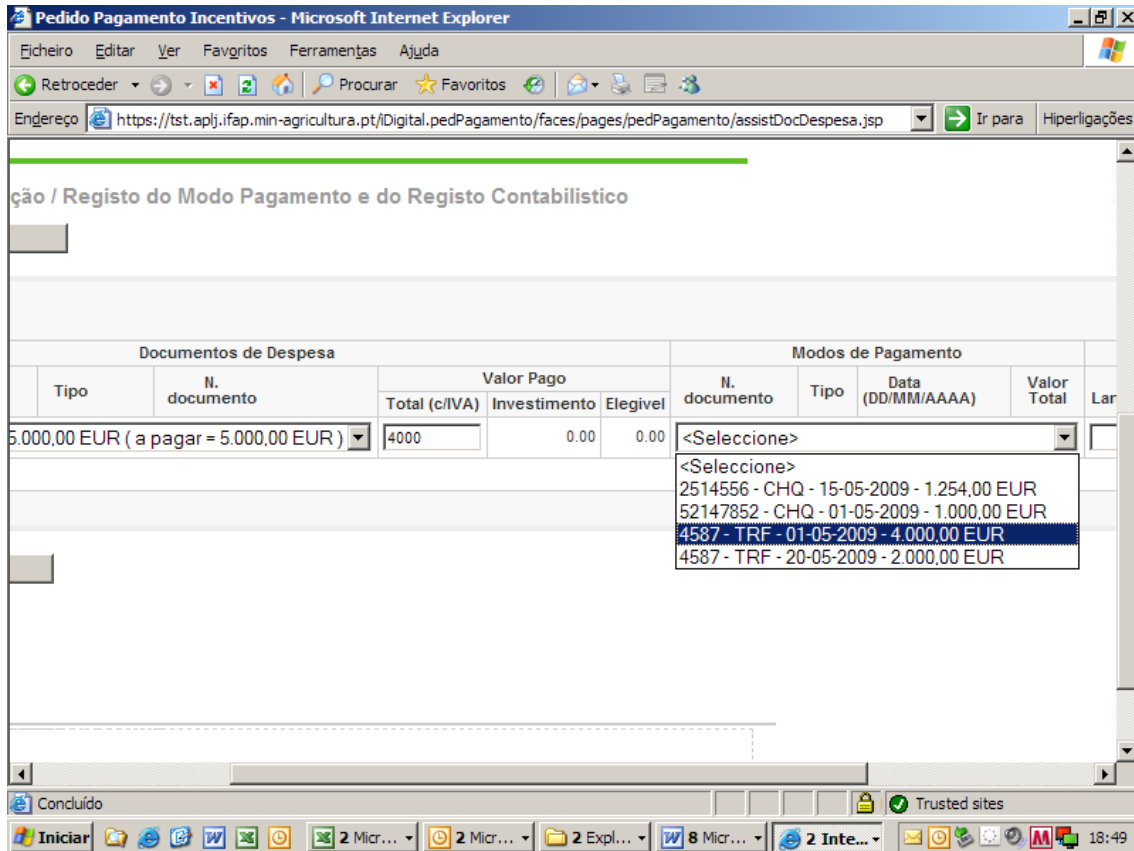 Pedido Pagamento Incentivos - Microsoft Internet Explorer
Ficheiro Editar Ver Favoritos Ferramentas Ajuda
Retroceder Procurar Favoritos
Endereço https://tst.aplj.ifap.min-agricultura.pt/iDigital.pedPagamento/faces/pages/pedPagamento/assistDocDespesa.jsp Ir para Hiperligações
ção / Registo do Modo Pagamento e do Registo Contabilistico
Documentos de Despesa Modos de Pagamento
Tipo N. documento Valor Pago N. documento Tipo Data (DD/MM/AAAA) Valor Total Lar
Total (c/IVA) Investimento Elegivel
5.000,00 EUR ( a pagar = 5.000,00 EUR ) 4000 0.00 0.00 <Seleccione>
<Seleccione>
2514556 - CHQ - 15-05-2009 - 1.254,00 EUR
52147852 - CHQ - 01-05-2009 - 1.000,00 EUR
4587 - TRF - 01-05-2009 - 4.000,00 EUR
4587 - TRF - 20-05-2009 - 2.000,00 EUR
Concluído Trusted sites
Iniciar 2 Micr... 2 Micr... 2 Expl... 8 Micr... 2 Inte... 18:49